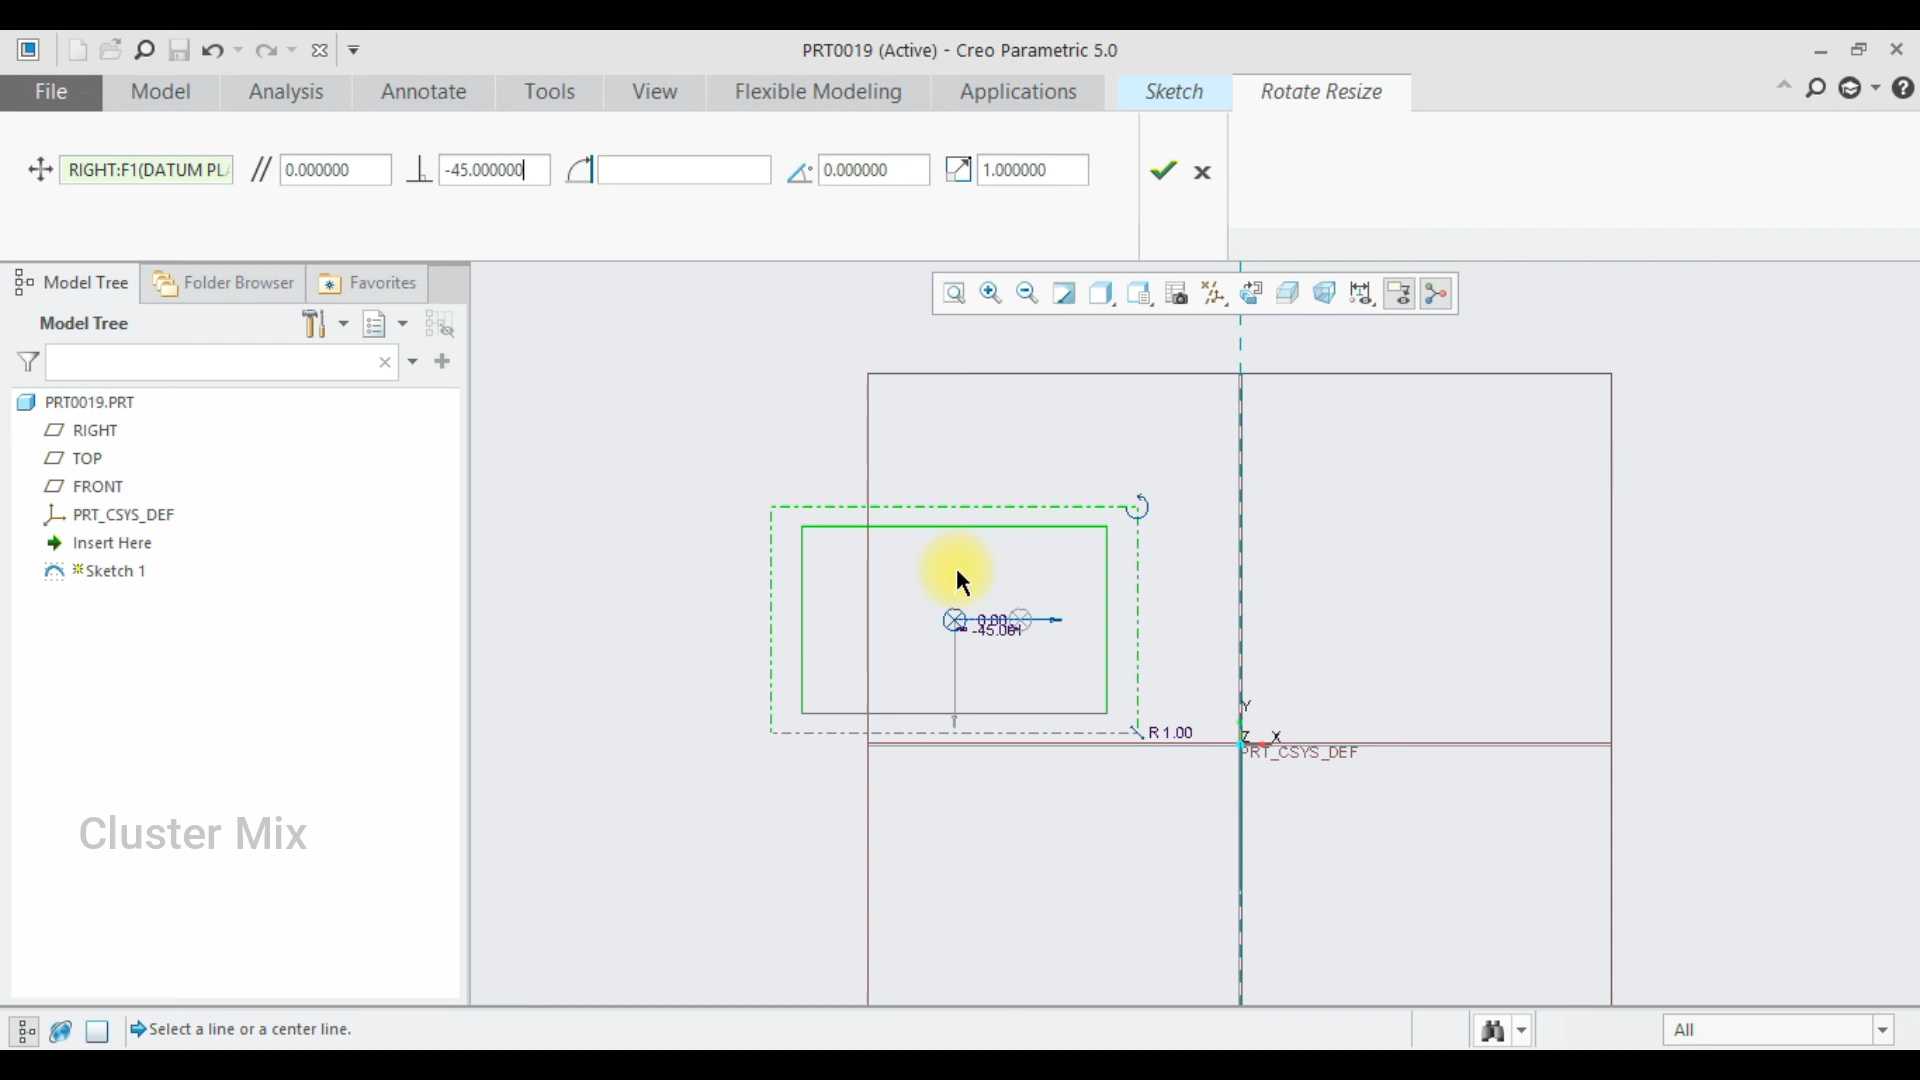 PRT0019 (Active) - Creo Parametric 5.0
File Model Analysis Annotate Tools View Flexible Modeling Applications Sketch Rotate Resize
RIGHT:F1(DATUM PL 0.000000 -45.000000 0.000000 1.000000
Model Tree Folder Browser Favorites
Model Tree
PRT0019.PRT
RIGHT
TOP
FRONT
PRT_CSYS_DEF
Insert Here
Sketch 1
0.00
R 1.00
Y
Z X
PRT_CSYS_DEF
Cluster Mix
Select a line or a center line.
All